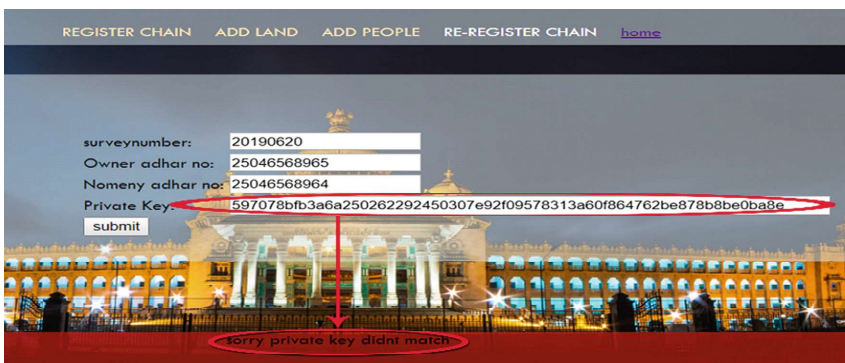 REGISTER CHAIN ADD LAND ADD PEOPLE RE-REGISTER CHAIN home
surveynumber: 20190620
Owner adhar no: 25046568965
Nomeny adhar no: 25046568964
Private Key: 597078bfb3a6a250262292450307e92f09578313a60f864762be878b8be0ba8e
submit
sorry private key didnt match